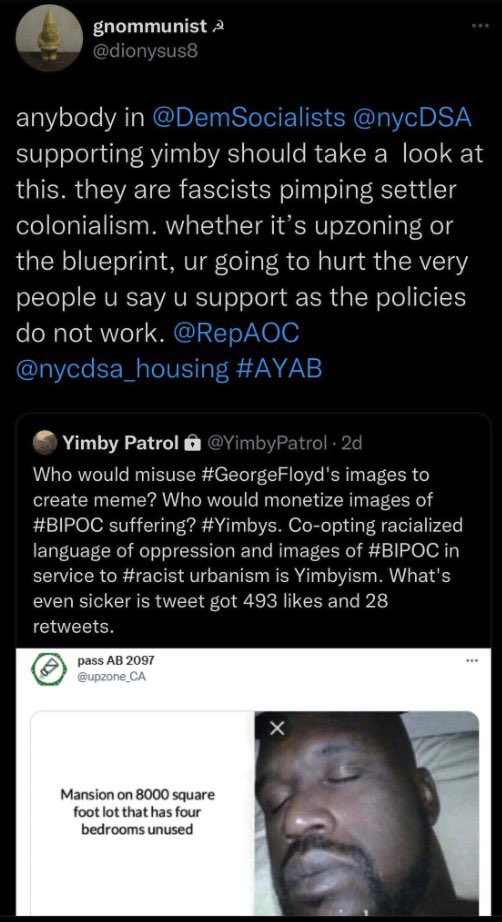 gnommunist ☭
@dionysus8
anybody in @DemSocialists @nycDSA
supporting yimby should take a look at
this. they are fascists pimping settler
colonialism. whether it’s upzoning or
the blueprint, ur going to hurt the very
people u say u support as the policies
do not work. @RepAOC
@nycdsa_housing #AYAB
Yimby Patrol 🔒 @YimbyPatrol · 2d
Who would misuse #GeorgeFloyd's images to
create meme? Who would monetize images of
#BIPOC suffering? #Yimbys. Co-opting racialized
language of oppression and images of #BIPOC in
service to #racist urbanism is Yimbyism. What's
even sicker is tweet got 493 likes and 28
retweets.
pass AB 2097
@upzone_CA
Mansion on 8000 square
foot lot that has four
bedrooms unused